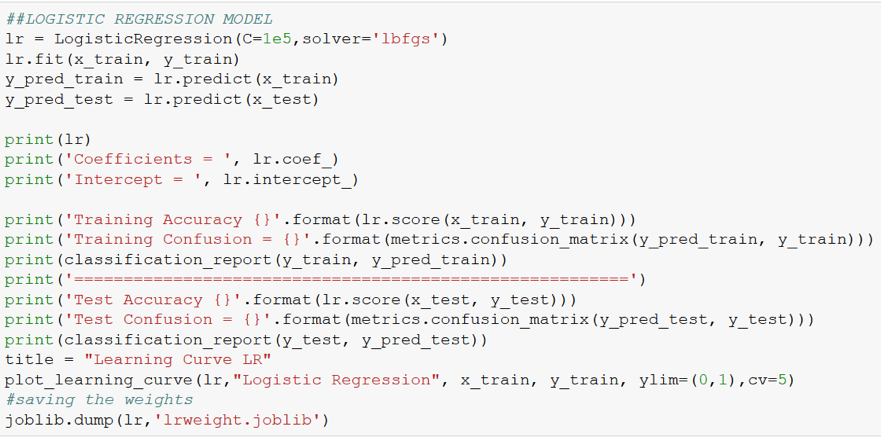 ##LOGISTIC REGRESSION MODEL
lr = LogisticRegression(C=1e5,solver='lbfgs')
lr.fit(x_train, y_train)
y_pred_train = lr.predict(x_train)
y_pred_test = lr.predict(x_test)

print(lr)
print('Coefficients = ', lr.coef_)
print('Intercept = ', lr.intercept_)

print('Training Accuracy {}'.format(lr.score(x_train, y_train)))
print('Training Confusion = {}'.format(metrics.confusion_matrix(y_pred_train, y_train)))
print(classification_report(y_train, y_pred_train))
print('========================================================')
print('Test Accuracy {}'.format(lr.score(x_test, y_test)))
print('Test Confusion = {}'.format(metrics.confusion_matrix(y_pred_test, y_test)))
print(classification_report(y_test, y_pred_test))
title = "Learning Curve LR"
plot_learning_curve(lr,"Logistic Regression", x_train, y_train, ylim=(0,1),cv=5)
#saving the weights
joblib.dump(lr,'lrweight.joblib')